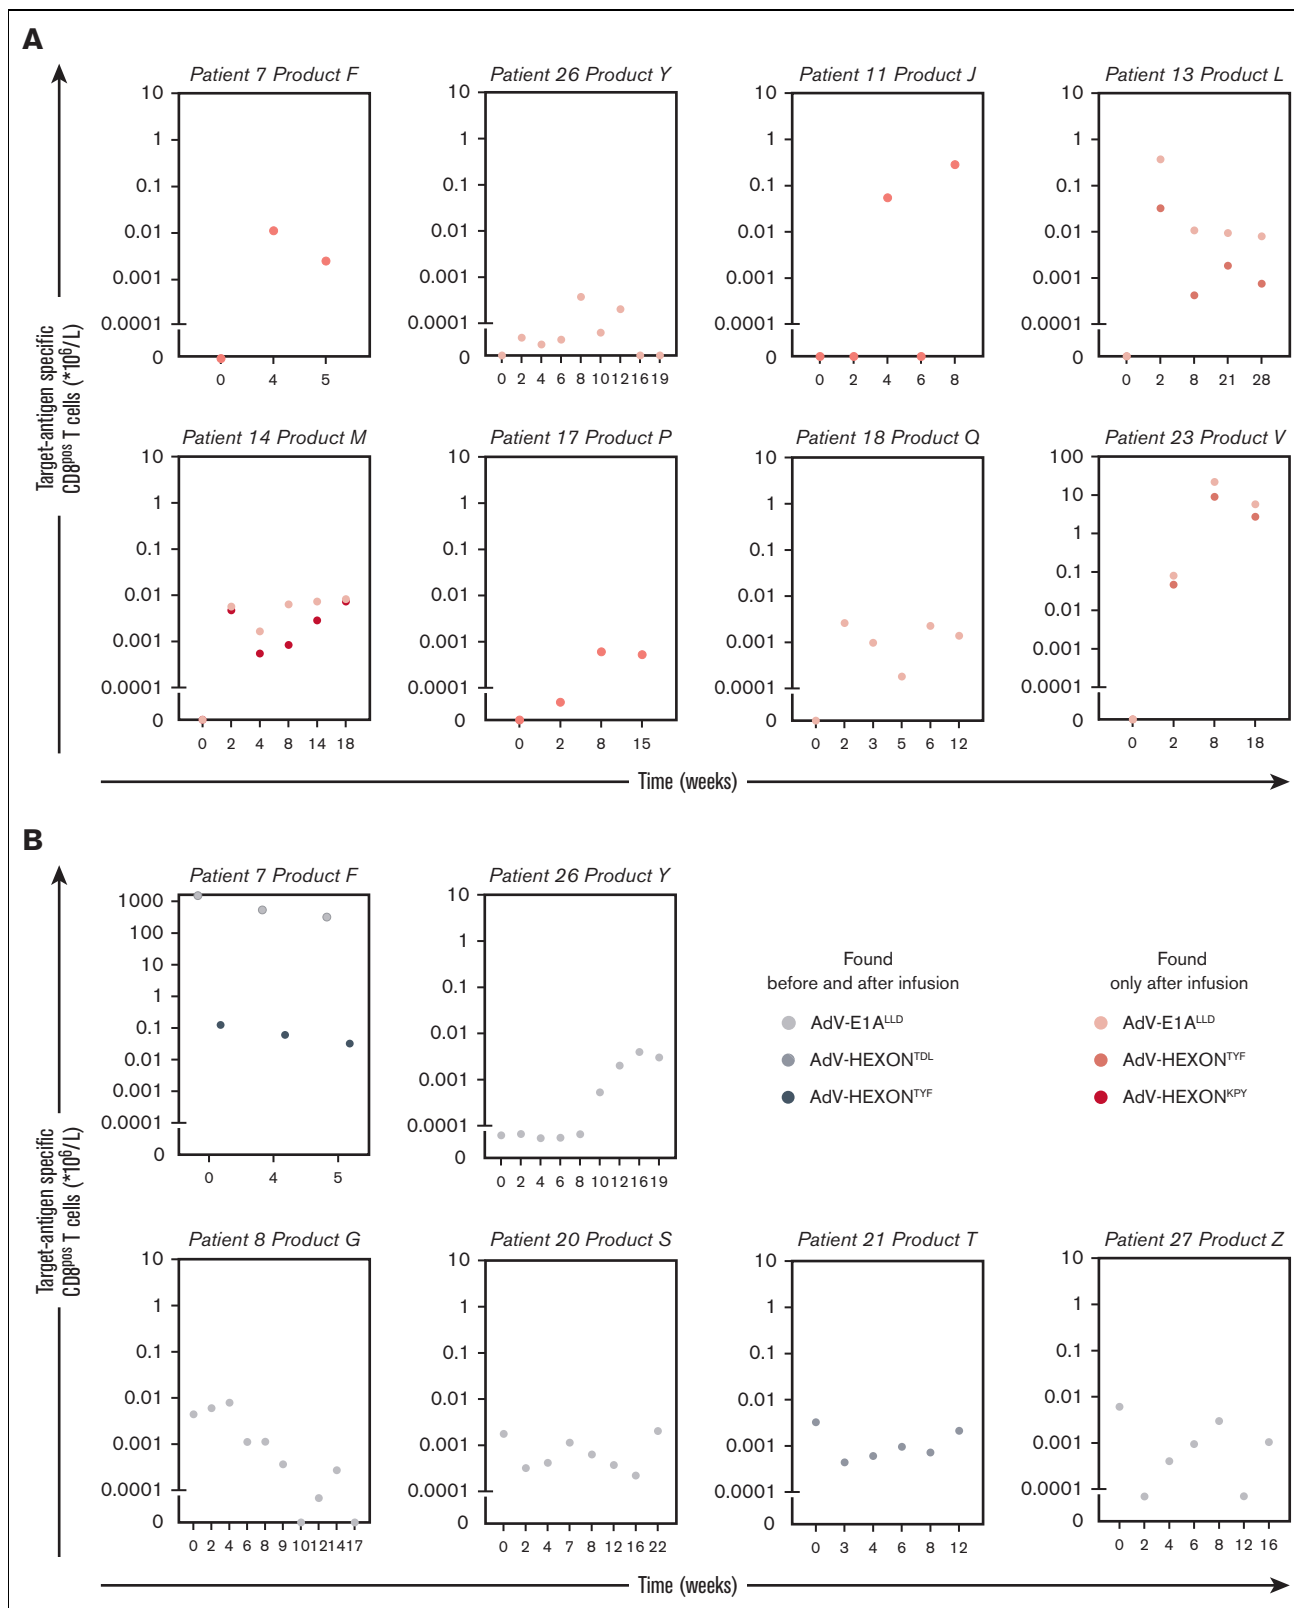 A
Target-antigen specific
CD8ᵖᵒˢ T cells (*10⁶/L)
Patient 7 Product F
10
1
0.1
0.01
0.001
0.0001
0
0 4 5
Patient 26 Product Y
10
1
0.1
0.01
0.001
0.0001
0
0 2 4 6 8 10 12 16 19
Patient 11 Product J
10
1
0.1
0.01
0.001
0.0001
0
0 2 4 6 8
Patient 13 Product L
10
1
0.1
0.01
0.001
0.0001
0
0 2 8 21 28
Patient 14 Product M
10
1
0.1
0.01
0.001
0.0001
0
0 2 4 8 14 18
Patient 17 Product P
10
1
0.1
0.01
0.001
0.0001
0
0 2 8 15
Patient 18 Product Q
10
1
0.1
0.01
0.001
0.0001
0
0 2 3 5 6 12
Patient 23 Product V
100
10
1
0.1
0.01
0.001
0.0001
0
0 2 8 18
Time (weeks)
B
Target-antigen specific
CD8ᵖᵒˢ T cells (*10⁶/L)
Patient 7 Product F
1000
100
10
1
0.1
0.01
0.001
0.0001
0
0 4 5
Patient 26 Product Y
10
1
0.1
0.01
0.001
0.0001
0
0 2 4 6 8 10 12 16 19
Found
before and after infusion
AdV-E1Aᴸᴸᴰ
AdV-HEXONᵀᴰᴸ
AdV-HEXONᵀYF
Found
only after infusion
AdV-E1Aᴸᴸᴰ
AdV-HEXONᵀYF
AdV-HEXONᴷᴾY
Patient 8 Product G
10
1
0.1
0.01
0.001
0.0001
0
0 2 4 6 8 9 10 12 14 17
Patient 20 Product S
10
1
0.1
0.01
0.001
0.0001
0
0 2 4 7 8 12 16 22
Patient 21 Product T
10
1
0.1
0.01
0.001
0.0001
0
0 3 4 6 8 12
Patient 27 Product Z
10
1
0.1
0.01
0.001
0.0001
0
0 2 4 6 8 12 16
Time (weeks)